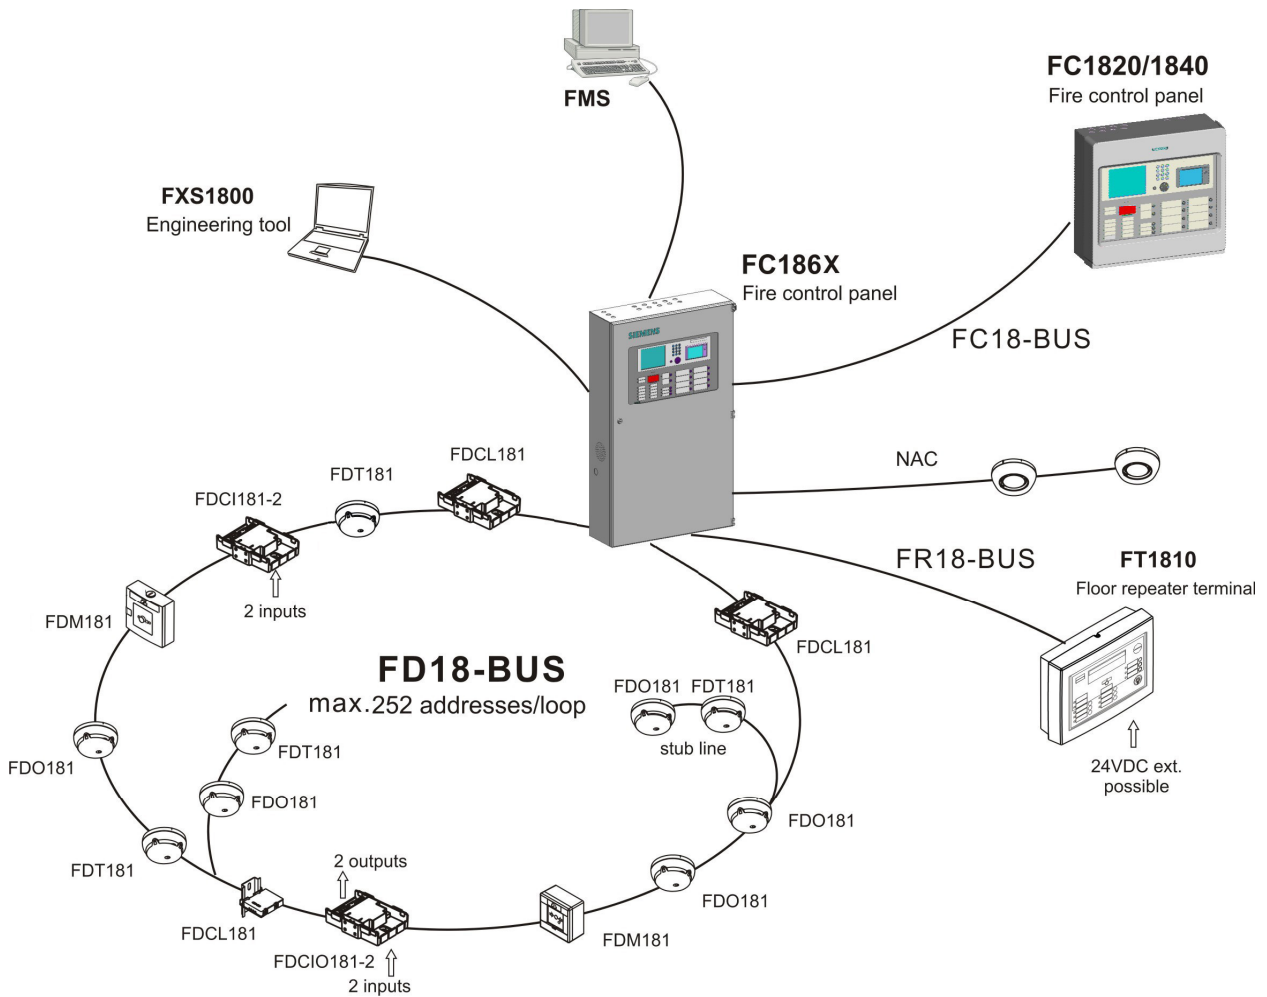 FMS
FC1820/1840
Fire control panel
FXS1800
Engineering tool
FC186X
Fire control panel
SIEMENS
FC18-BUS
NAC
FR18-BUS
FT1810
Floor repeater terminal
24VDC ext.
possible
FDCL181
FDT181
FDCI181-2
2 inputs
FDM181
FDCL181
FD18-BUS
max.252 addresses/loop
FDO181
FDT181
stub line
FDT181
FDO181
FDO181
FDO181
FDT181
2 outputs
FDO181
FDCL181
FDM181
FDCIO181-2
2 inputs